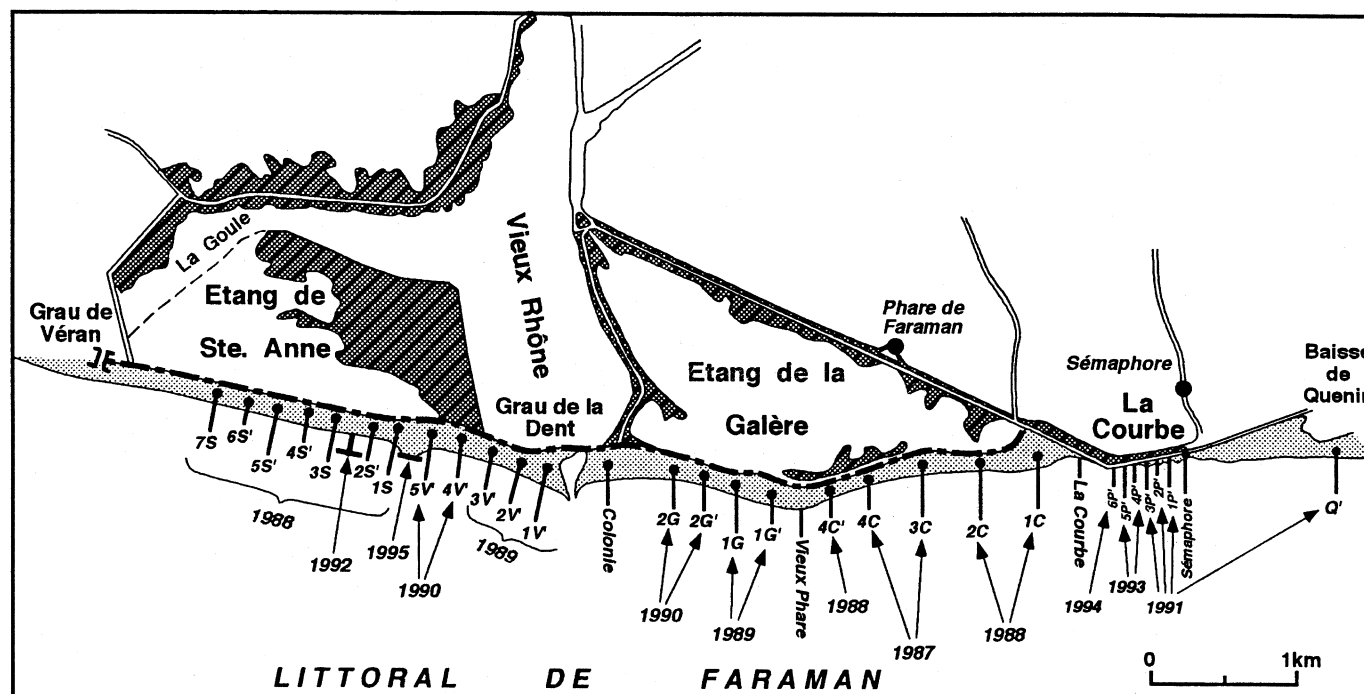 La Goule
Vieux Rhône
Etang de
Ste. Anne
Grau de
Véran
Phare de
Faraman
Sémaphore
Baisse
de
Quenin
La
Courbe
Etang de la
Galère
Grau de la
Dent
7S
6S'
5S'
4S'
3S
2S'
1S
5V'
4V'
3V'
2V'
1V'
Colonie
2G
2G'
1G
1G'
Vieux Phare
4C'
4C
3C
2C
1C
La Courbe
6P'
5P'
4P'
3P'
2P'
1P'
Sémaphore
Q'
1988
1992
1995
1990
1989
1990
1989
1988
1987
1988
1994
1993
1991
LITTORAL DE FARAMAN
0 1km